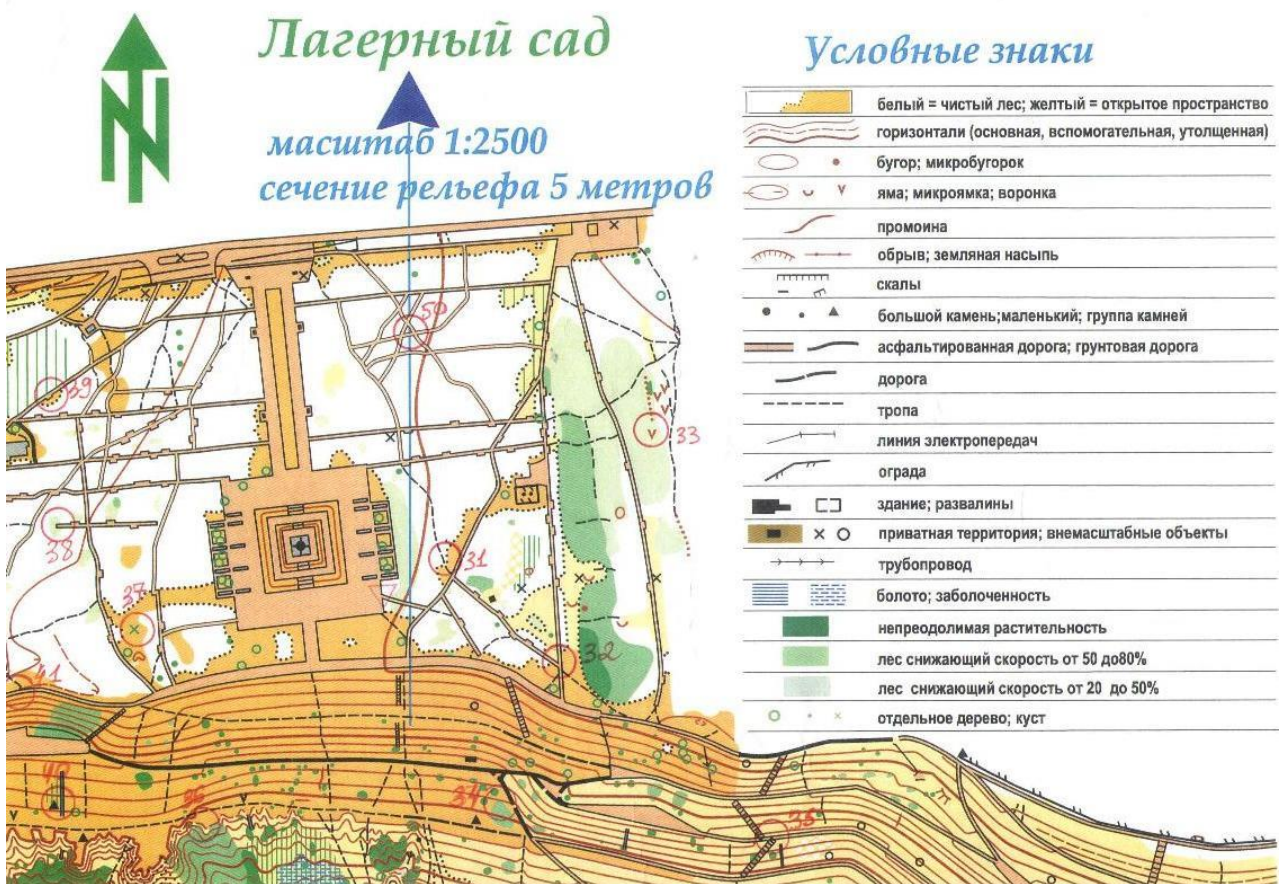 Лагерный сад
масштаб 1:2500
сечение рельефа 5 метров
Условные знаки
белый = чистый лес; желтый = открытое пространство
горизонтали (основная, вспомогательная, утолщенная)
бугор; микробугорок
яма; микроямка; воронка
промоина
обрыв; земляная насыпь
скалы
большой камень;маленький; группа камней
асфальтированная дорога; грунтовая дорога
дорога
тропа
линия электропередач
ограда
здание; развалины
приватная территория; внемасштабные объекты
трубопровод
болото; заболоченность
непреодолимая растительность
лес снижающий скорость от 50 до80%
лес снижающий скорость от 20 до 50%
отдельное дерево; куст
50
39
33
38
31
37
32
41
40
36
34
35